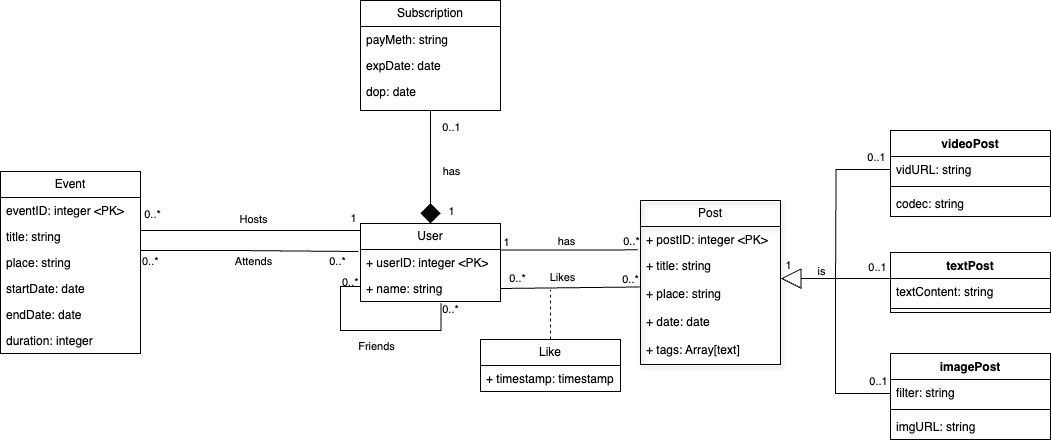 Subscription
payMeth: string
expDate: date
dop: date
0..1
has
1
Event
eventID: integer <PK>
title: string
place: string
startDate: date
endDate: date
duration: integer
0..*
Hosts
1
0..*
Attends
0..*
User
+ userID: integer <PK>
+ name: string
0..*
0..*
Friends
1
has
0..*
0..*
Likes
0..*
Like
+ timestamp: timestamp
Post
+ postID: integer <PK>
+ title: string
+ place: string
+ date: date
+ tags: Array[text]
1
is
0..1
videoPost
vidURL: string
codec: string
0..1
textPost
textContent: string
0..1
imagePost
filter: string
imgURL: string